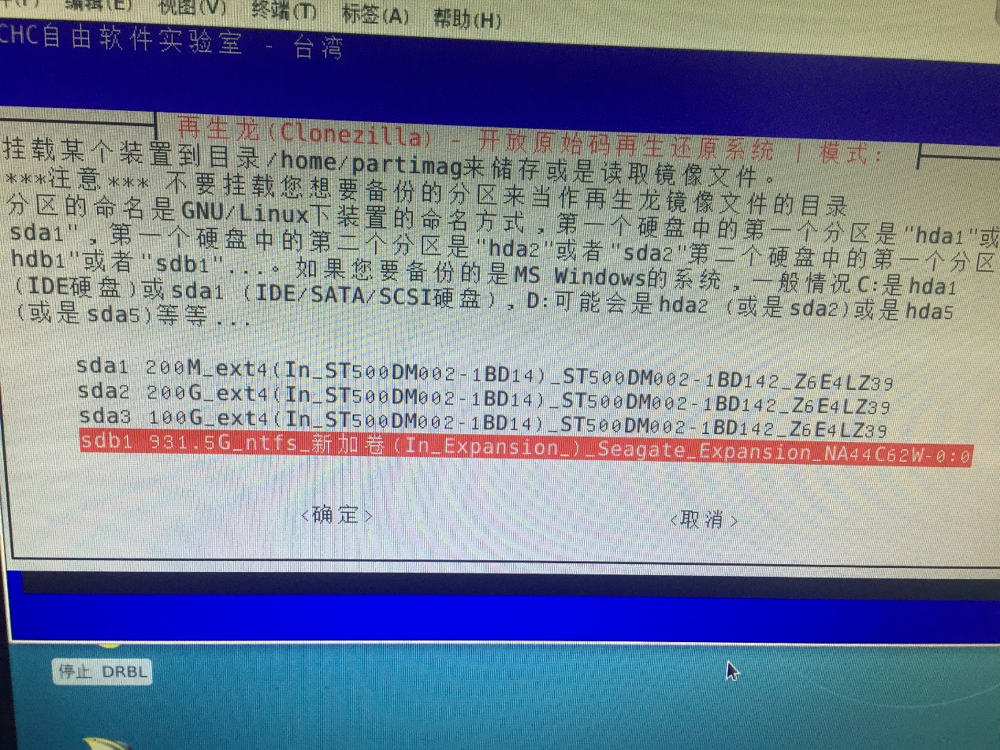 编辑(E) 视图(V) 终端(T) 标签(A) 帮助(H)
CHC自由软件实验室 - 台湾
再生龙(Clonezilla) - 开放原始码再生还原系统 | 模式:
挂载某个装置到目录/home/partimag来储存或是读取镜像文件。
***注意*** 不要挂载您想要备份的分区来当作再生龙镜像文件的目录
分区的命名是GNU/Linux下装置的命名方式,第一个硬盘中的第一个分区是"hda1"或
sda1",第一个硬盘中的第二个分区是"hda2"或者"sda2"第二个硬盘中的第一个分区
hdb1"或者"sdb1"...。如果您要备份的是MS Windows的系统,一般情况C:是hda1
(IDE硬盘)或sda1 (IDE/SATA/SCSI硬盘),D:可能会是hda2 (或是sda2)或是hda5
(或是sda5)等等...
sda1 200M_ext4(In_ST500DM002-1BD14)_ST500DM002-1BD142_Z6E4LZ39
sda2 200G_ext4(In_ST500DM002-1BD14)_ST500DM002-1BD142_Z6E4LZ39
sda3 100G_ext4(In_ST500DM002-1BD14)_ST500DM002-1BD142_Z6E4LZ39
sdb1 931.5G_ntfs_新加卷(In_Expansion_)_Seagate_Expansion_NA44C62W-0:0
<确定> <取消>
停止 DRBL